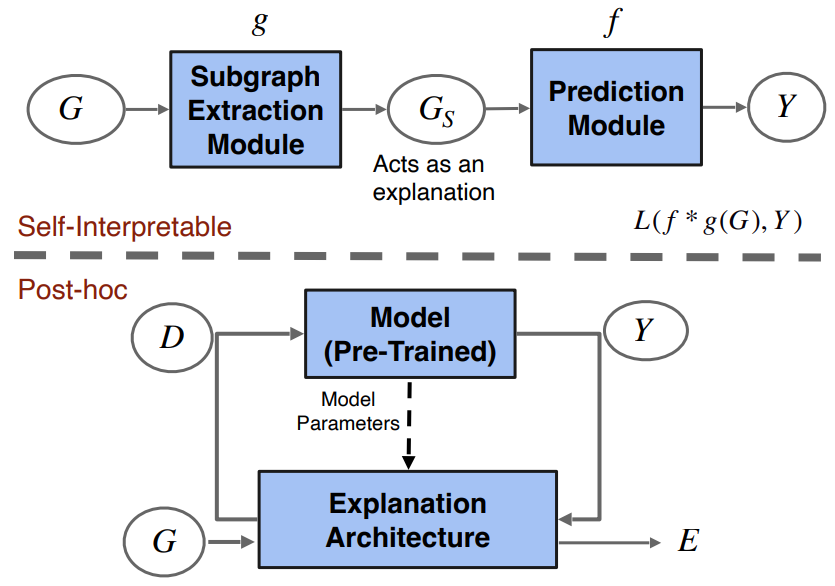 g
f
G
Subgraph
Extraction
Module
G_S
Prediction
Module
Y
Acts as an
explanation
Self-Interpretable
L(f * g(G), Y)
Post-hoc
D
Model
(Pre-Trained)
Y
Model
Parameters
Explanation
Architecture
G
E